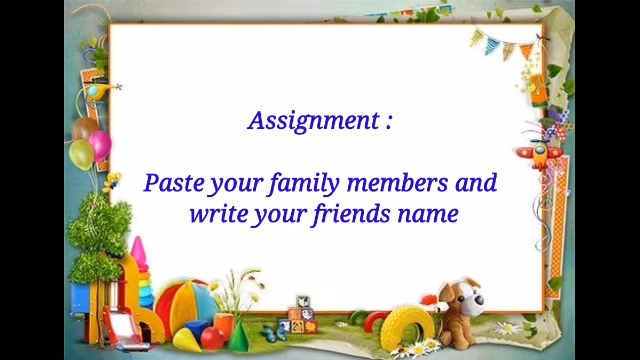 Assignment :
Paste your family members and
write your friends name